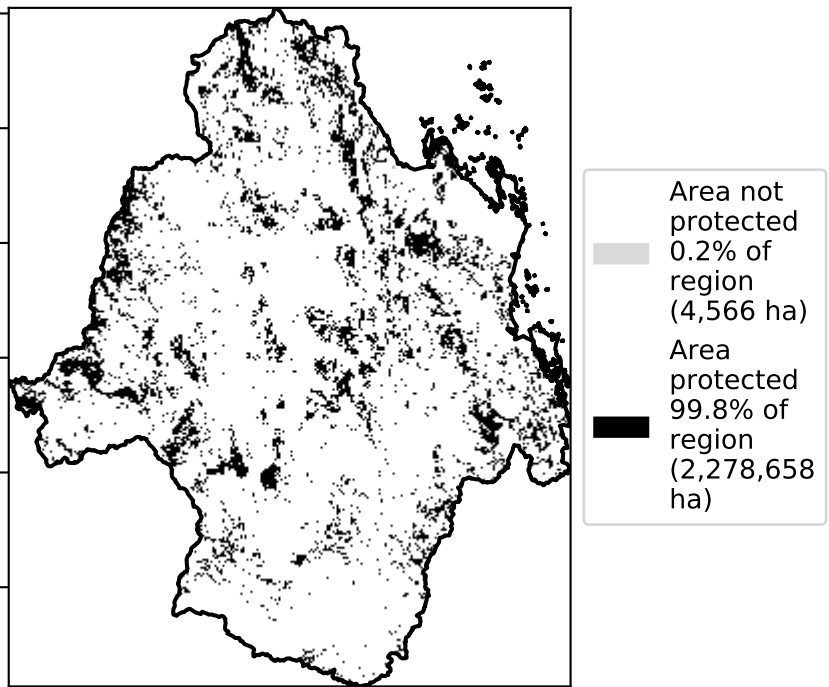 Area not
protected
0.2% of
region
(4,566 ha)
Area
protected
99.8% of
region
(2,278,658
ha)